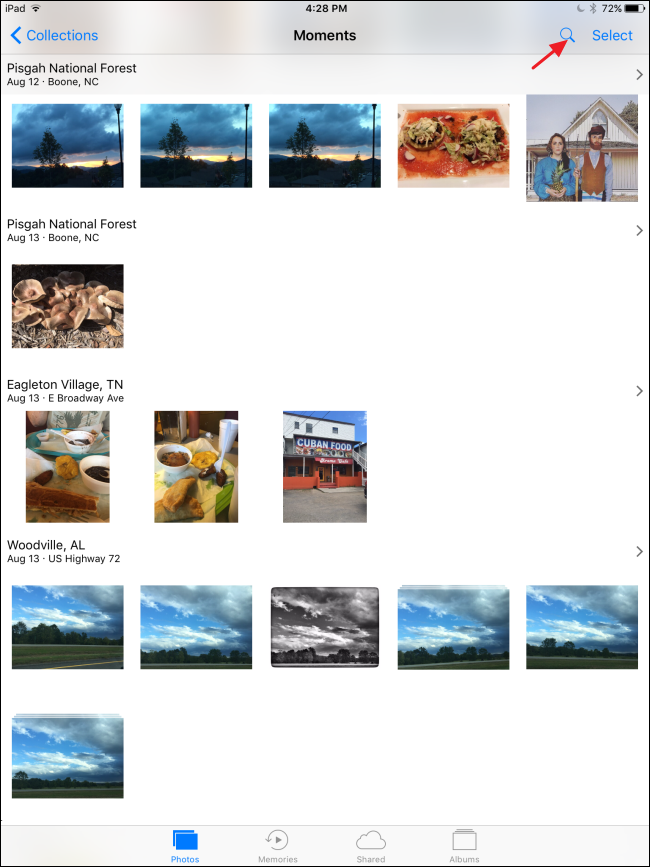 iPad 4:28 PM 72%
Collections Moments Select
Pisgah National Forest
Aug 12 · Boone, NC
Pisgah National Forest
Aug 13 · Boone, NC
Eagleton Village, TN
Aug 13 · E Broadway Ave
CUBAN FOOD
Woodville, AL
Aug 13 · US Highway 72
Photos Memories Shared Albums